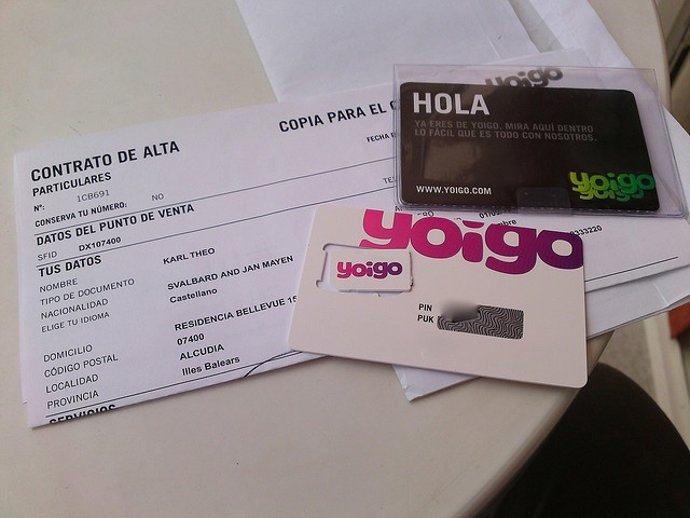 CONTRATO DE ALTA
COPIA PARA EL
PARTICULARES
FECHA
Nº: 1CB691
CONSERVA TU NÚMERO: NO
DATOS DEL PUNTO DE VENTA
SFID DX107400
TUS DATOS
NOMBRE KARL THEO
TIPO DE DOCUMENTO
NACIONALIDAD SVALBARD AND JAN MAYEN
ELIGE TU IDIOMA Castellano
DOMICILIO RESIDENCIA BELLEVUE 15
CÓDIGO POSTAL 07400
LOCALIDAD ALCUDIA
PROVINCIA Illes Balears
SERVICIOS
yoigo
HOLA
YA ERES DE YOIGO. MIRA AQUÍ DENTRO
LO FÁCIL QUE ES TODO CON NOSOTROS.
WWW.YOIGO.COM
yoigo
yoigo
yoigo
PIN
PUK